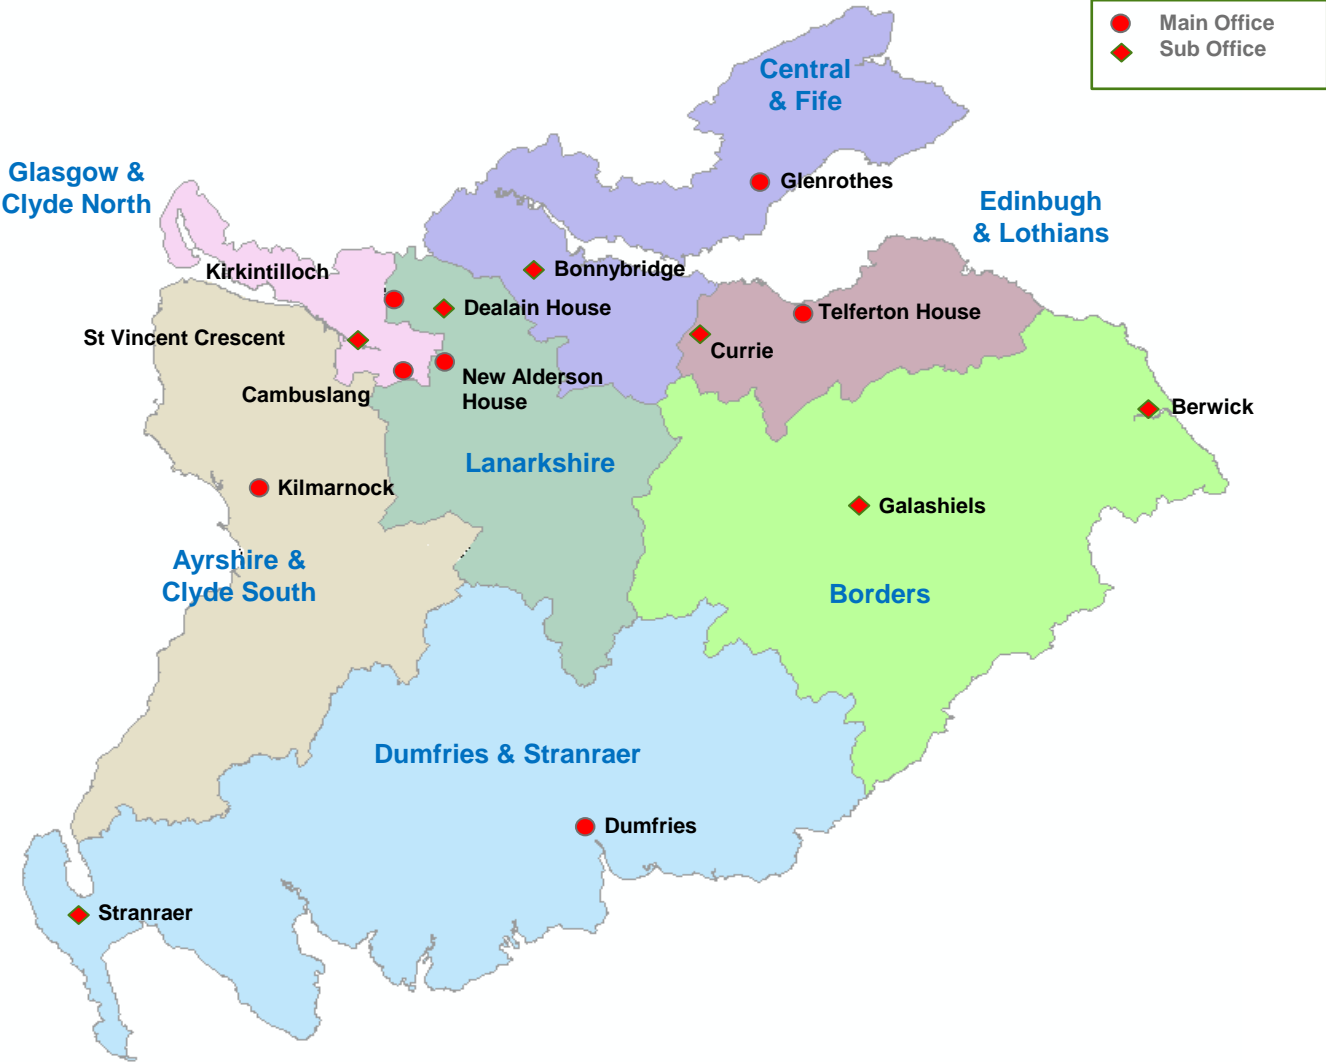 Main Office
Sub Office
Central
& Fife
Glasgow &
Clyde North
Glenrothes
Edinbugh
& Lothians
Kirkintilloch
Bonnybridge
Dealain House
Telferton House
St Vincent Crescent
Currie
New Alderson
House
Cambuslang
Berwick
Lanarkshire
Kilmarnock
Galashiels
Ayrshire &
Clyde South
Borders
Dumfries & Stranraer
Dumfries
Stranraer